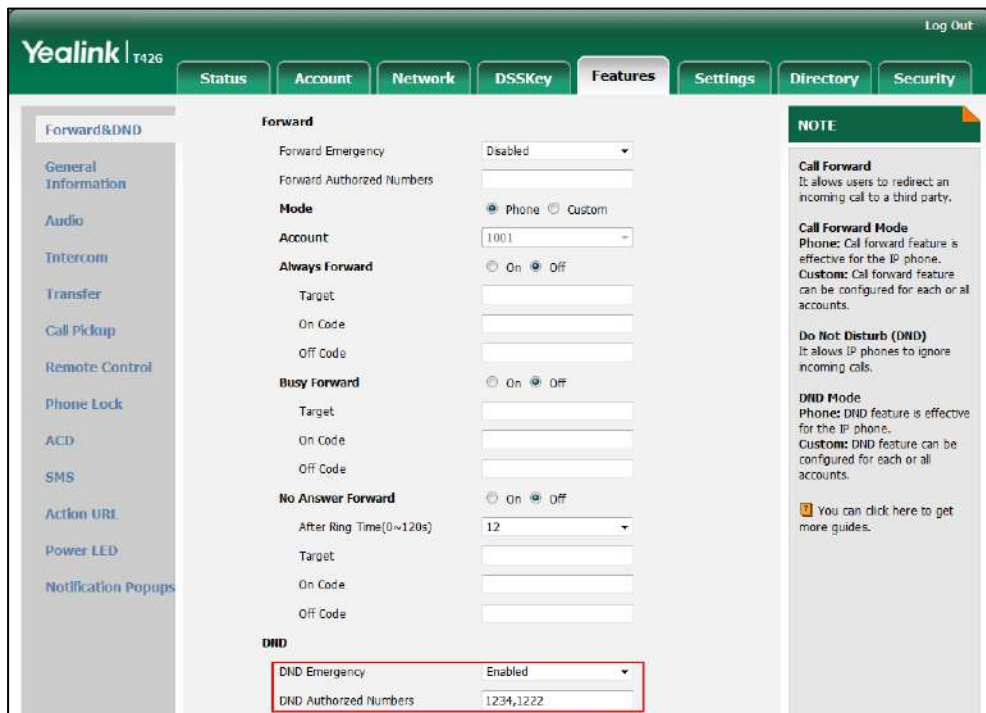 Log Out
Yealink T42G
Status Account Network DSSKey Features Settings Directory Security
Forward&DND
General
Information
Audio
Intercom
Transfer
Call Pickup
Remote Control
Phone Lock
ACD
SMS
Action URL
Power LED
Notification Popups
Forward
Forward Emergency Disabled
Forward Authorzed Numbers
Mode Phone Custom
Account 1001
Always Forward On Off
Target
On Code
Off Code
Busy Forward On Off
Target
On Code
Off Code
No Answer Forward On Off
After Ring Time(0~120s) 12
Target
On Code
Off Code
DND
DND Emergency Enabled
DND Authorized Numbers 1234,1222
NOTE
Call Forward
It allows users to redirect an
incoming call to a third party.
Call Forward Mode
Phone: Call forward feature is
effective for the IP phone.
Custom: Call forward feature
can be configured for each or all
accounts.
Do Not Disturb (DND)
It allows IP phones to ignore
incoming calls.
DND Mode
Phone: DND feature is effective
for the IP phone.
Custom: DND feature can be
configured for each or all
accounts.
You can click here to get
more guides.